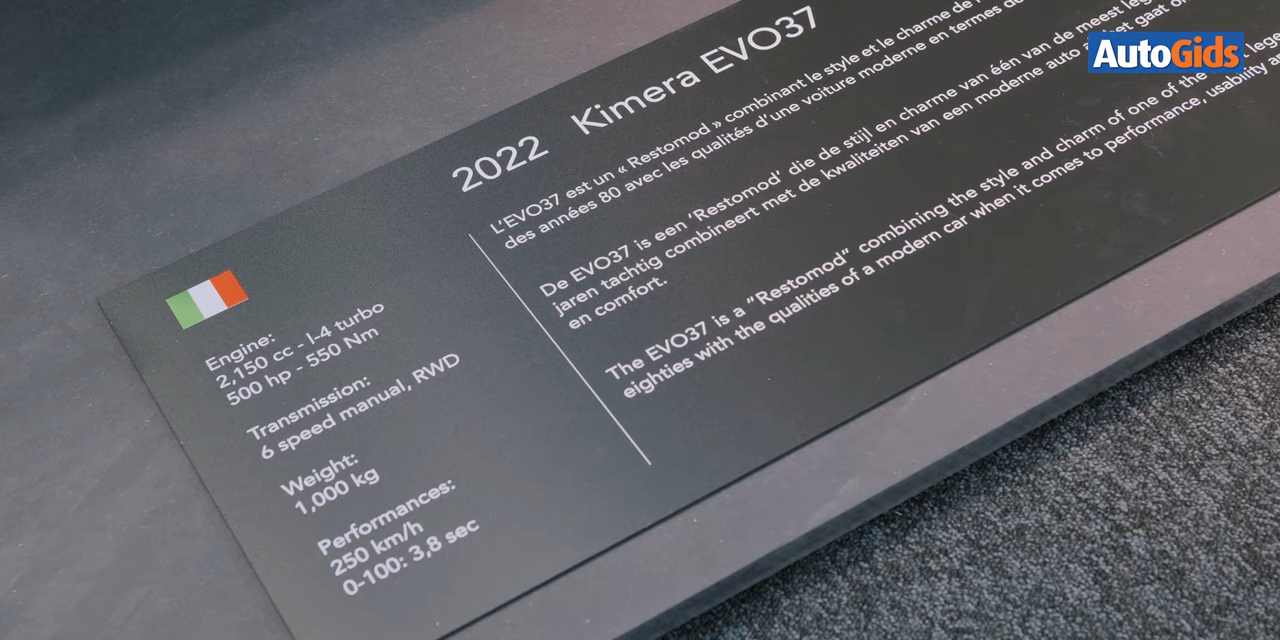 AutoGids
2022 Kimera EVO37
L'EVO37 est un « Restomod » combinant le style et le charme de
des années 80 avec les qualités d'une voiture moderne en termes de
De EVO37 is een 'Restomod' die de stijl en charme van één van de meest
jaren tachtig combineert met de kwaliteiten van een moderne auto gaat
en comfort.
The EVO37 is a “Restomod” combining the style and charm of one of the
eighties with the qualities of a modern car when it comes to performance, usability
Engine:
2,150 cc - I-4 turbo
500 hp - 550 Nm
Transmission:
6 speed manual, RWD
Weight:
1,000 kg
Performances:
250 km/h
0-100: 3,8 sec